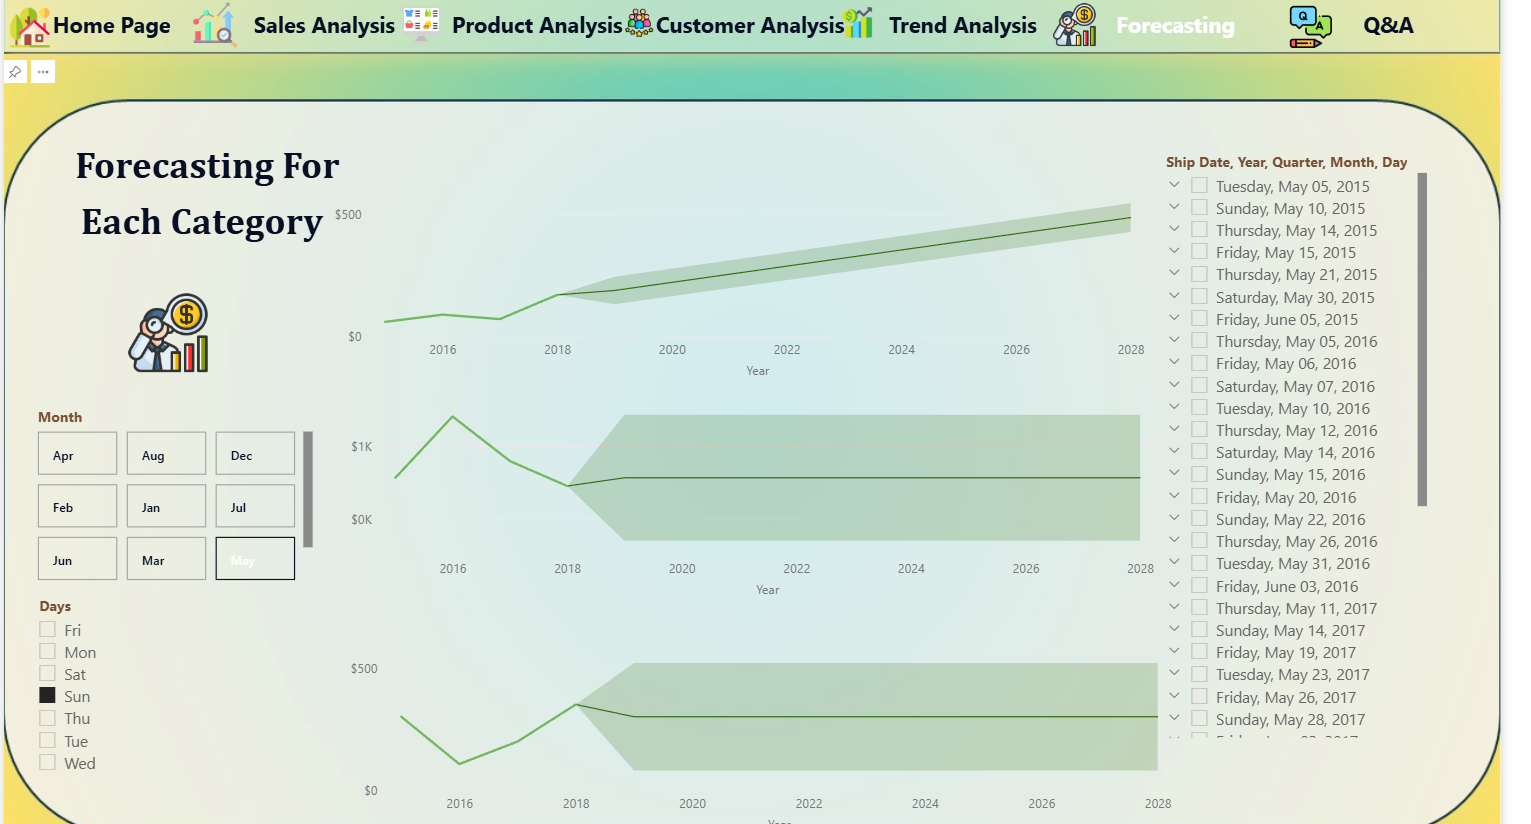 Home Page Sales Analysis Product Analysis Customer Analysis Trend Analysis Forecasting Q&A
Forecasting For
Each Category
Month
Apr Aug Dec
Feb Jan Jul
Jun Mar May
Days
Fri
Mon
Sat
Sun
Thu
Tue
Wed
$500
$0
2016 2018 2020 2022 2024 2026 2028
Year
$1K
$0K
2016 2018 2020 2022 2024 2026 2028
Year
$500
$0
2016 2018 2020 2022 2024 2026 2028
Year
Ship Date, Year, Quarter, Month, Day
Tuesday, May 05, 2015
Sunday, May 10, 2015
Thursday, May 14, 2015
Friday, May 15, 2015
Thursday, May 21, 2015
Saturday, May 30, 2015
Friday, June 05, 2015
Thursday, May 05, 2016
Friday, May 06, 2016
Saturday, May 07, 2016
Tuesday, May 10, 2016
Thursday, May 12, 2016
Saturday, May 14, 2016
Sunday, May 15, 2016
Friday, May 20, 2016
Sunday, May 22, 2016
Thursday, May 26, 2016
Tuesday, May 31, 2016
Friday, June 03, 2016
Thursday, May 11, 2017
Sunday, May 14, 2017
Friday, May 19, 2017
Tuesday, May 23, 2017
Friday, May 26, 2017
Sunday, May 28, 2017